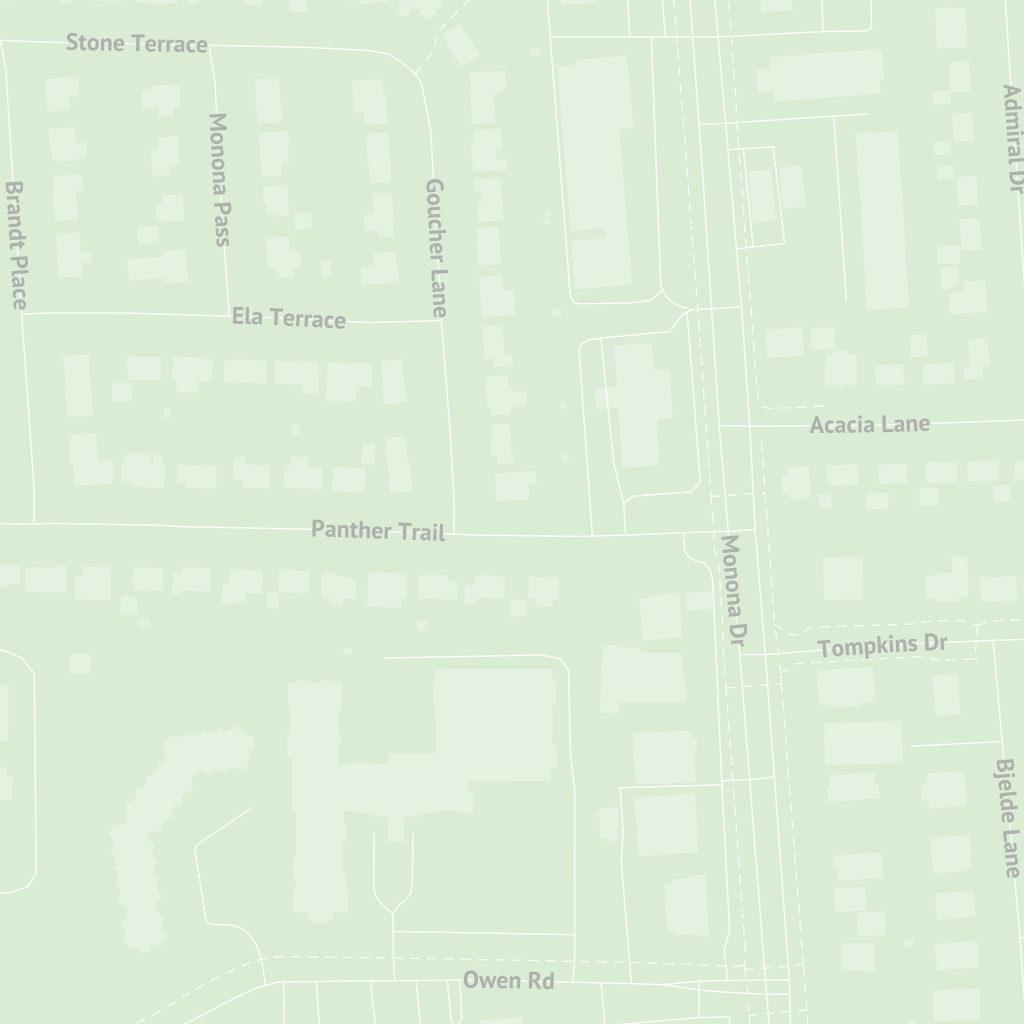 Stone Terrace
Monona Pass
Admiral Dr
Brandt Place
Goucher Lane
Ela Terrace
Acacia Lane
Panther Trail
Monona Dr
Tompkins Dr
Bjelde Lane
Owen Rd